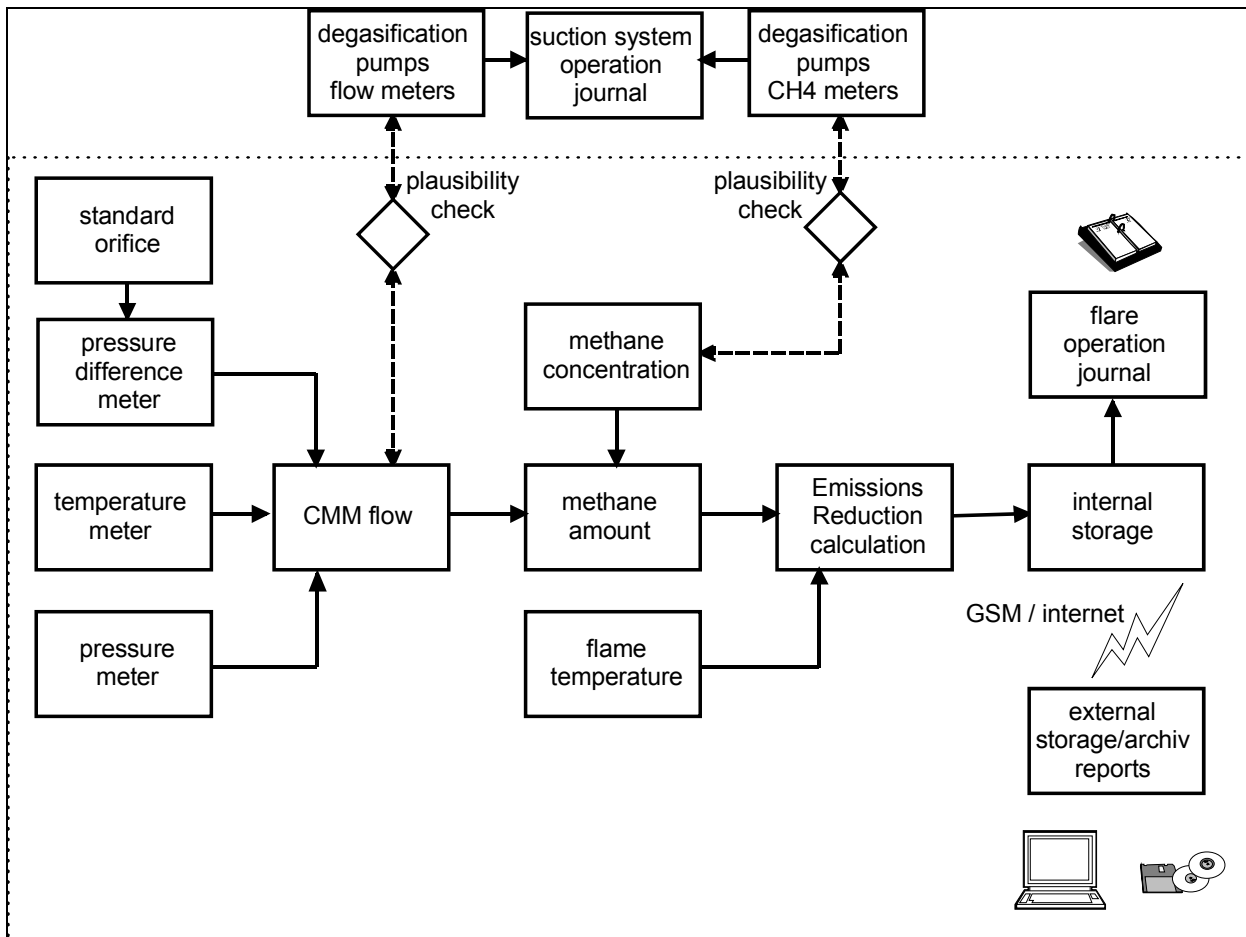 degasification
pumps
flow meters
suction system
operation
journal
degasification
pumps
CH4 meters
plausibility
check
plausibility
check
standard
orifice
pressure
difference
meter
methane
concentration
flare
operation
journal
temperature
meter
CMM flow
methane
amount
Emissions
Reduction
calculation
internal
storage
GSM / internet
pressure
meter
flame
temperature
external
storage/archiv
reports